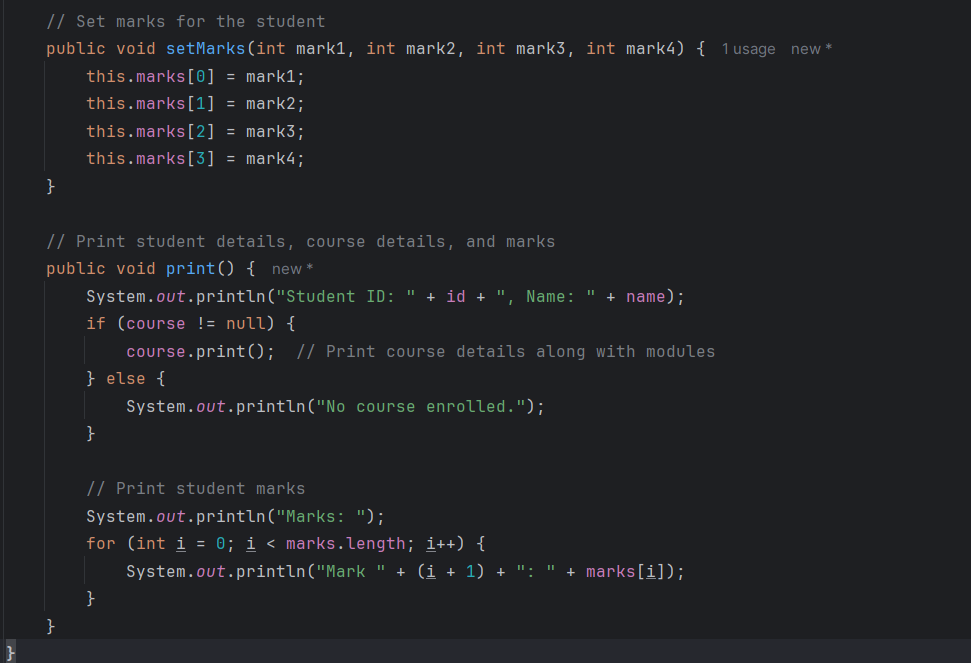 // Set marks for the student
public void setMarks(int mark1, int mark2, int mark3, int mark4) { 1 usage new *
this.marks[0] = mark1;
this.marks[1] = mark2;
this.marks[2] = mark3;
this.marks[3] = mark4;
}
// Print student details, course details, and marks
public void print() { new *
System.out.println("Student ID: " + id + ", Name: " + name);
if (course != null) {
course.print(); // Print course details along with modules
} else {
System.out.println("No course enrolled.");
}
// Print student marks
System.out.println("Marks: ");
for (int i = 0; i < marks.length; i++) {
System.out.println("Mark " + (i + 1) + ": " + marks[i]);
}
}
}